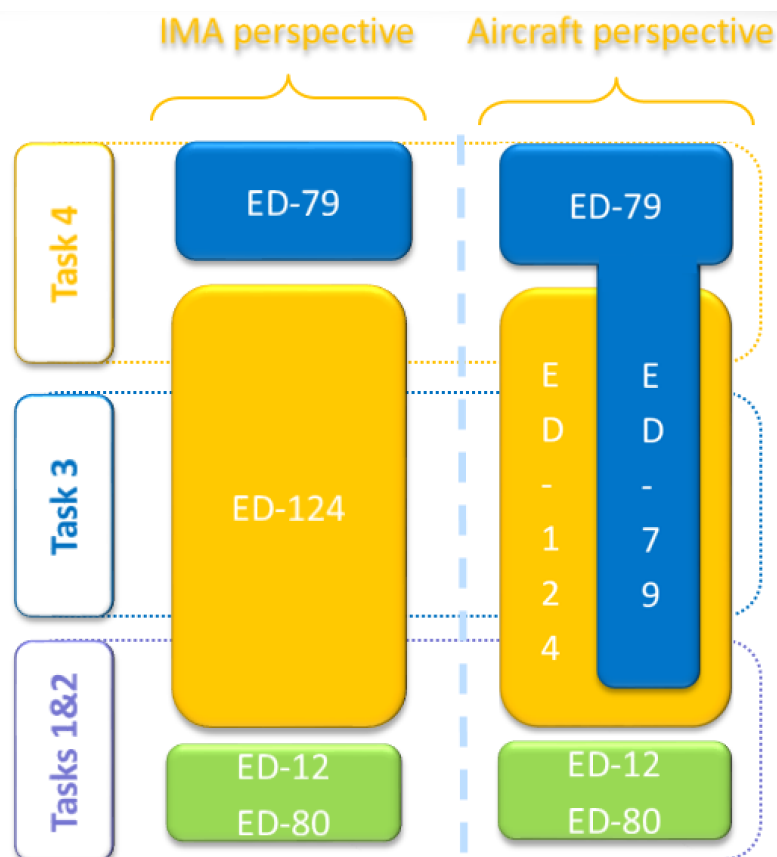 IMA perspective
Aircraft perspective
Task 4
ED-79
ED-79
Task 3
ED-124
E
D
-
1
2
4
E
D
-
7
9
Tasks 1&2
ED-12
ED-80
ED-12
ED-80